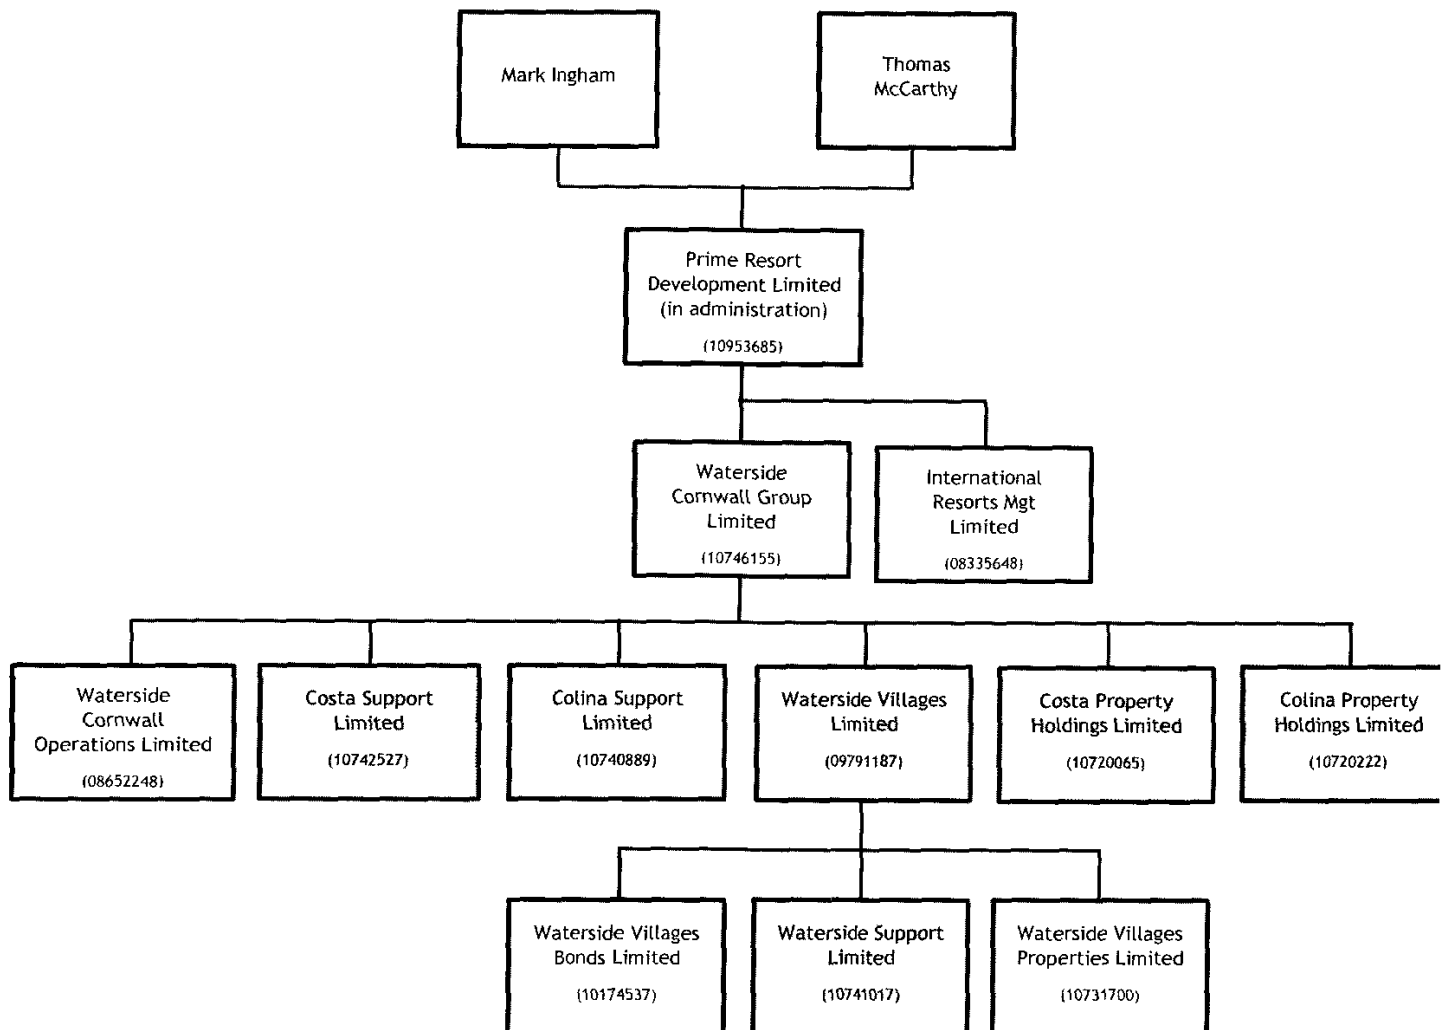 Mark Ingham
Thomas
McCarthy
Prime Resort
Development Limited
(in administration)
(10953685)
Waterside
Cornwall Group
Limited
(10746155)
International
Resorts Mgt
Limited
(08335648)
Waterside
Cornwall
Operations Limited
(08652248)
Costa Support
Limited
(10742527)
Colina Support
Limited
(10740889)
Waterside Villages
Limited
(09791187)
Costa Property
Holdings Limited
(10720065)
Colina Property
Holdings Limited
(10720222)
Waterside Villages
Bonds Limited
(10174537)
Waterside Support
Limited
(10741017)
Waterside Villages
Properties Limited
(10731700)